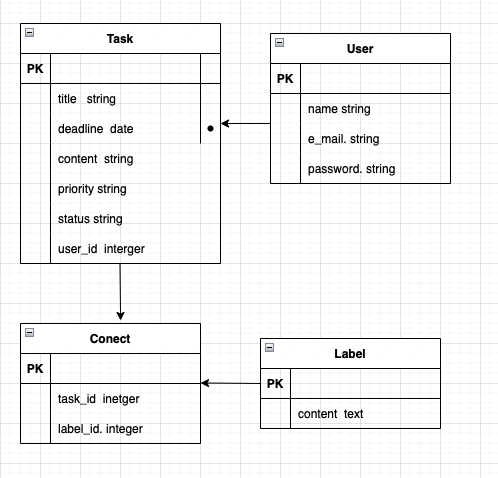 Task
PK
title string
deadline date
content string
priority string
status string
user_id interger
User
PK
name string
e_mail. string
password. string
Conect
PK
task_id inetger
label_id. integer
Label
PK
content text